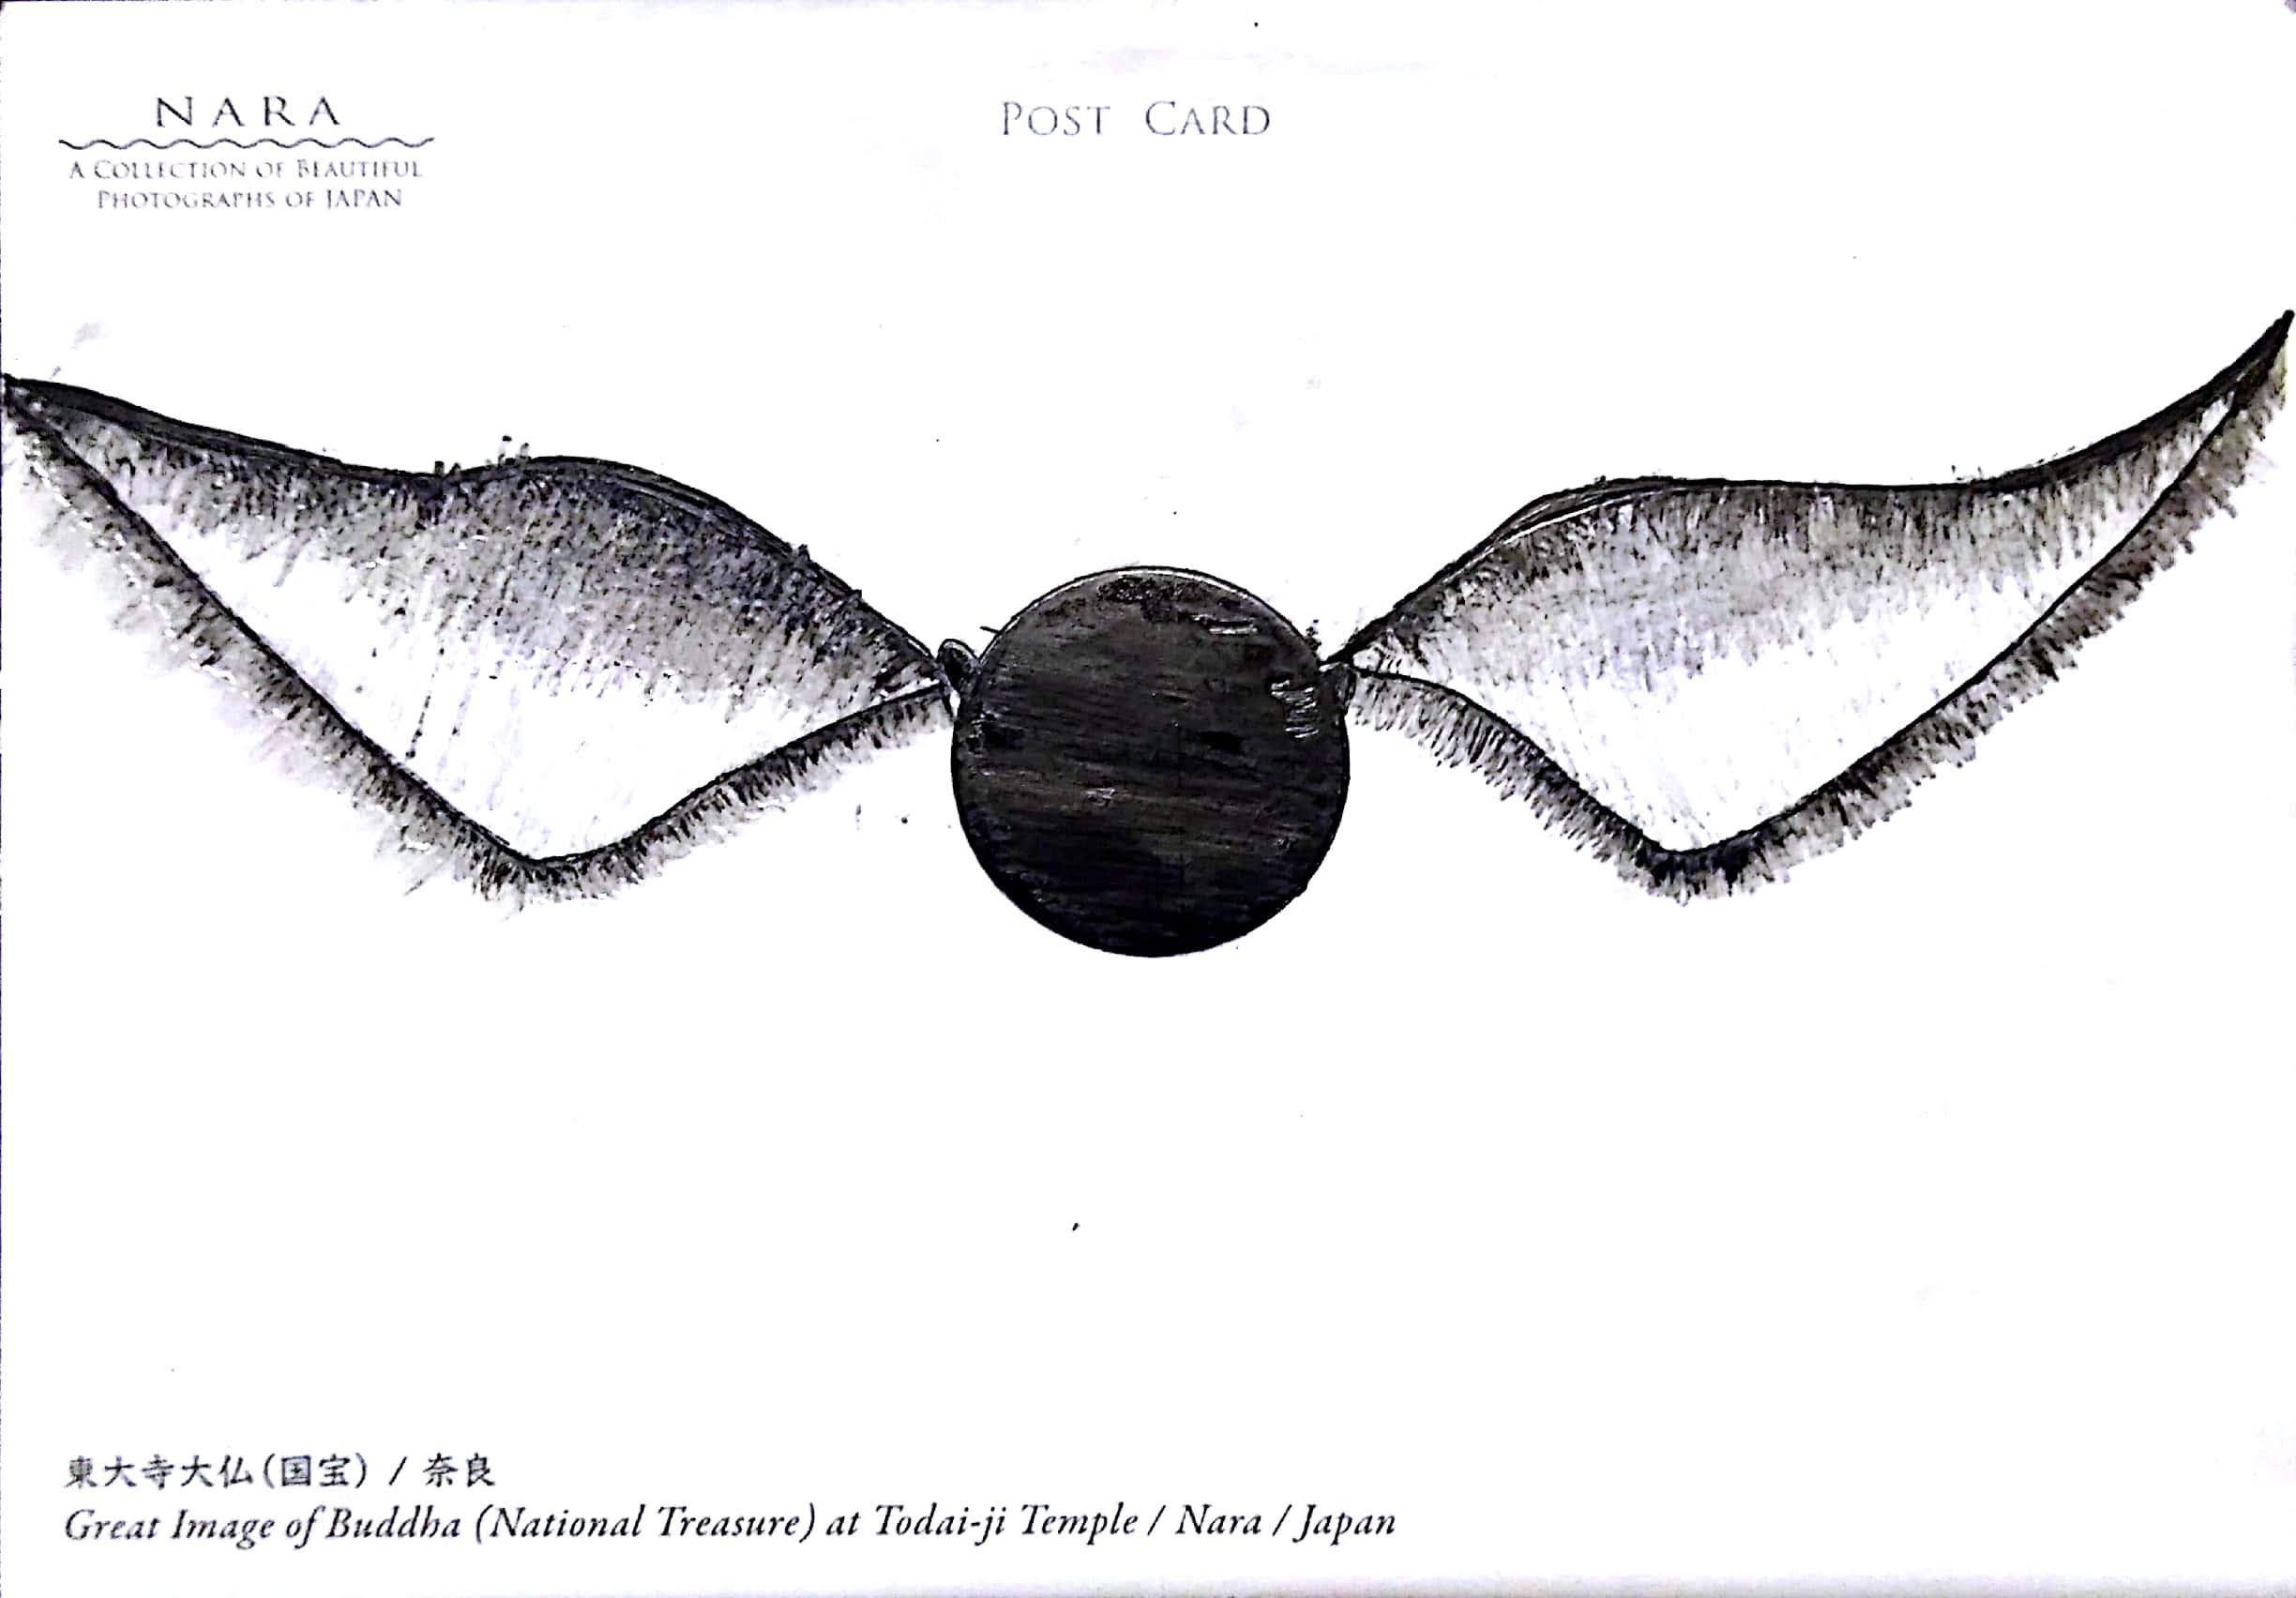 NARA
A COLLECTION OF BEAUTIFUL
PHOTOGRAPHS OF JAPAN
POST CARD
東大寺大仏(国宝) / 奈良
Great Image of Buddha (National Treasure) at Todai-ji Temple / Nara / Japan